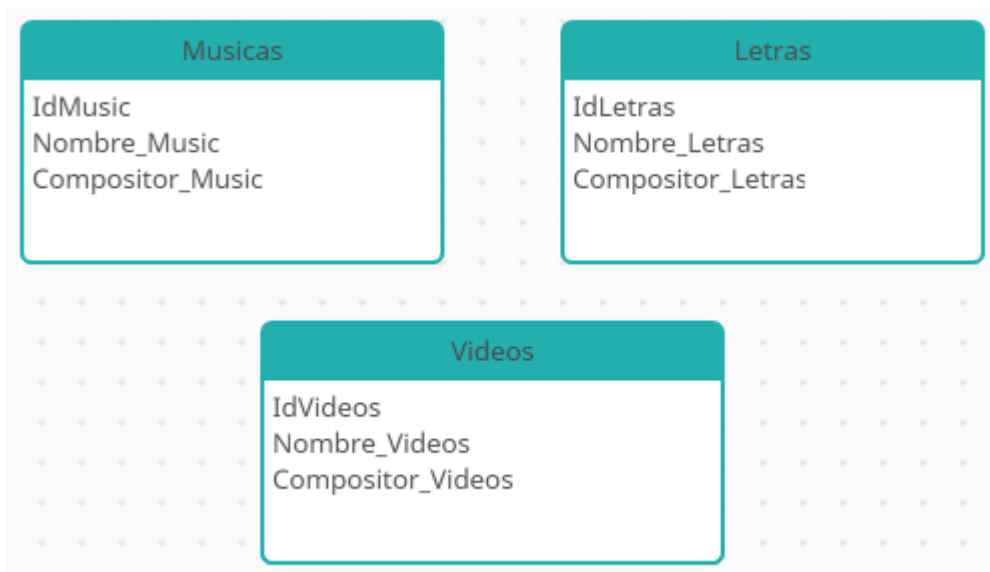 Musicas
IdMusic
Nombre_Music
Compositor_Music
Letras
IdLetras
Nombre_Letras
Compositor_Letras
Videos
IdVideos
Nombre_Videos
Compositor_Videos